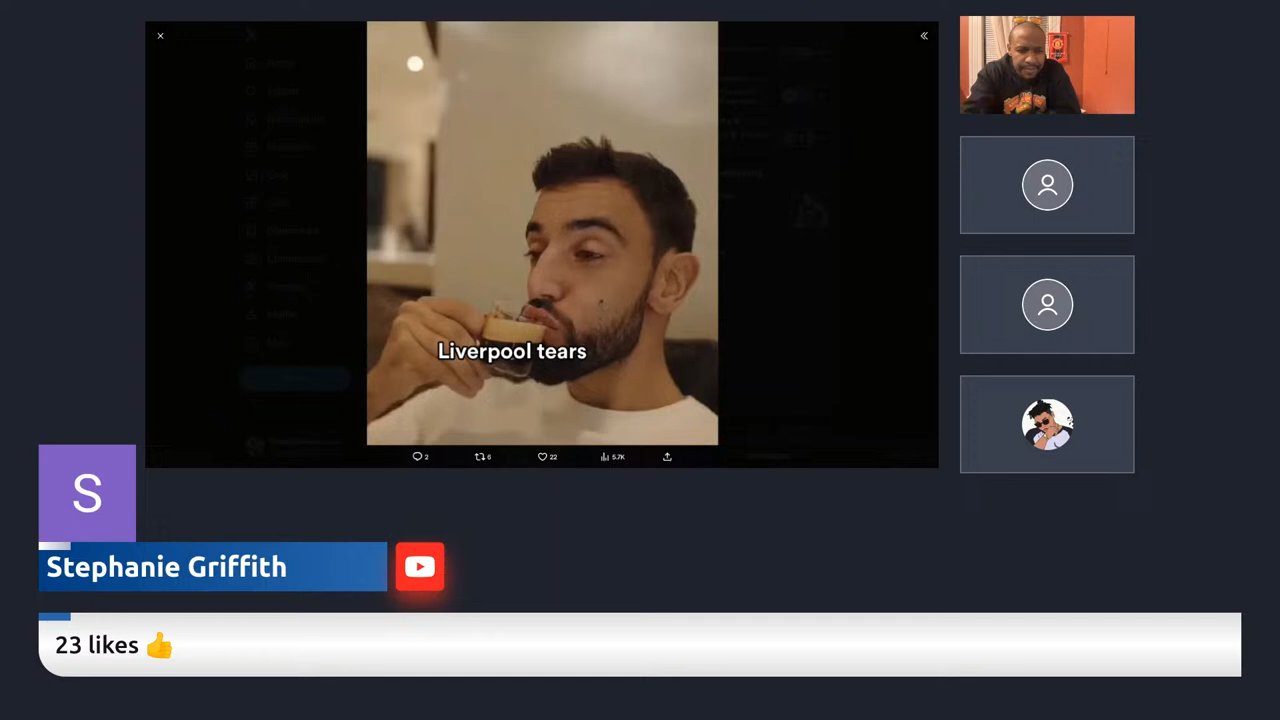 Liverpool tears
2
6
22
5.7K
S
Stephanie Griffith
23 likes 👍